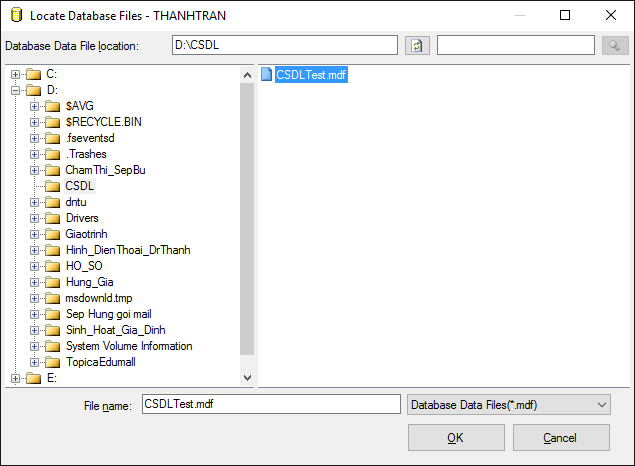 Locate Database Files - THANHTRAN
Database Data File location: D:\CSDL
C:
D:
$AVG
$RECYCLE.BIN
.fseventsd
.Trashes
ChamThi_SepBu
CSDL
dntu
Drivers
Giaotrinh
Hinh_DienThoai_DrThanh
HO_SO
Hung_Gia
msdownld.tmp
Sep Hung goi mail
Sinh_Hoat_Gia_Dinh
System Volume Information
TopicaEdumall
E:
CSDLTest.mdf
File name: CSDLTest.mdf Database Data Files(*.mdf)
OK Cancel